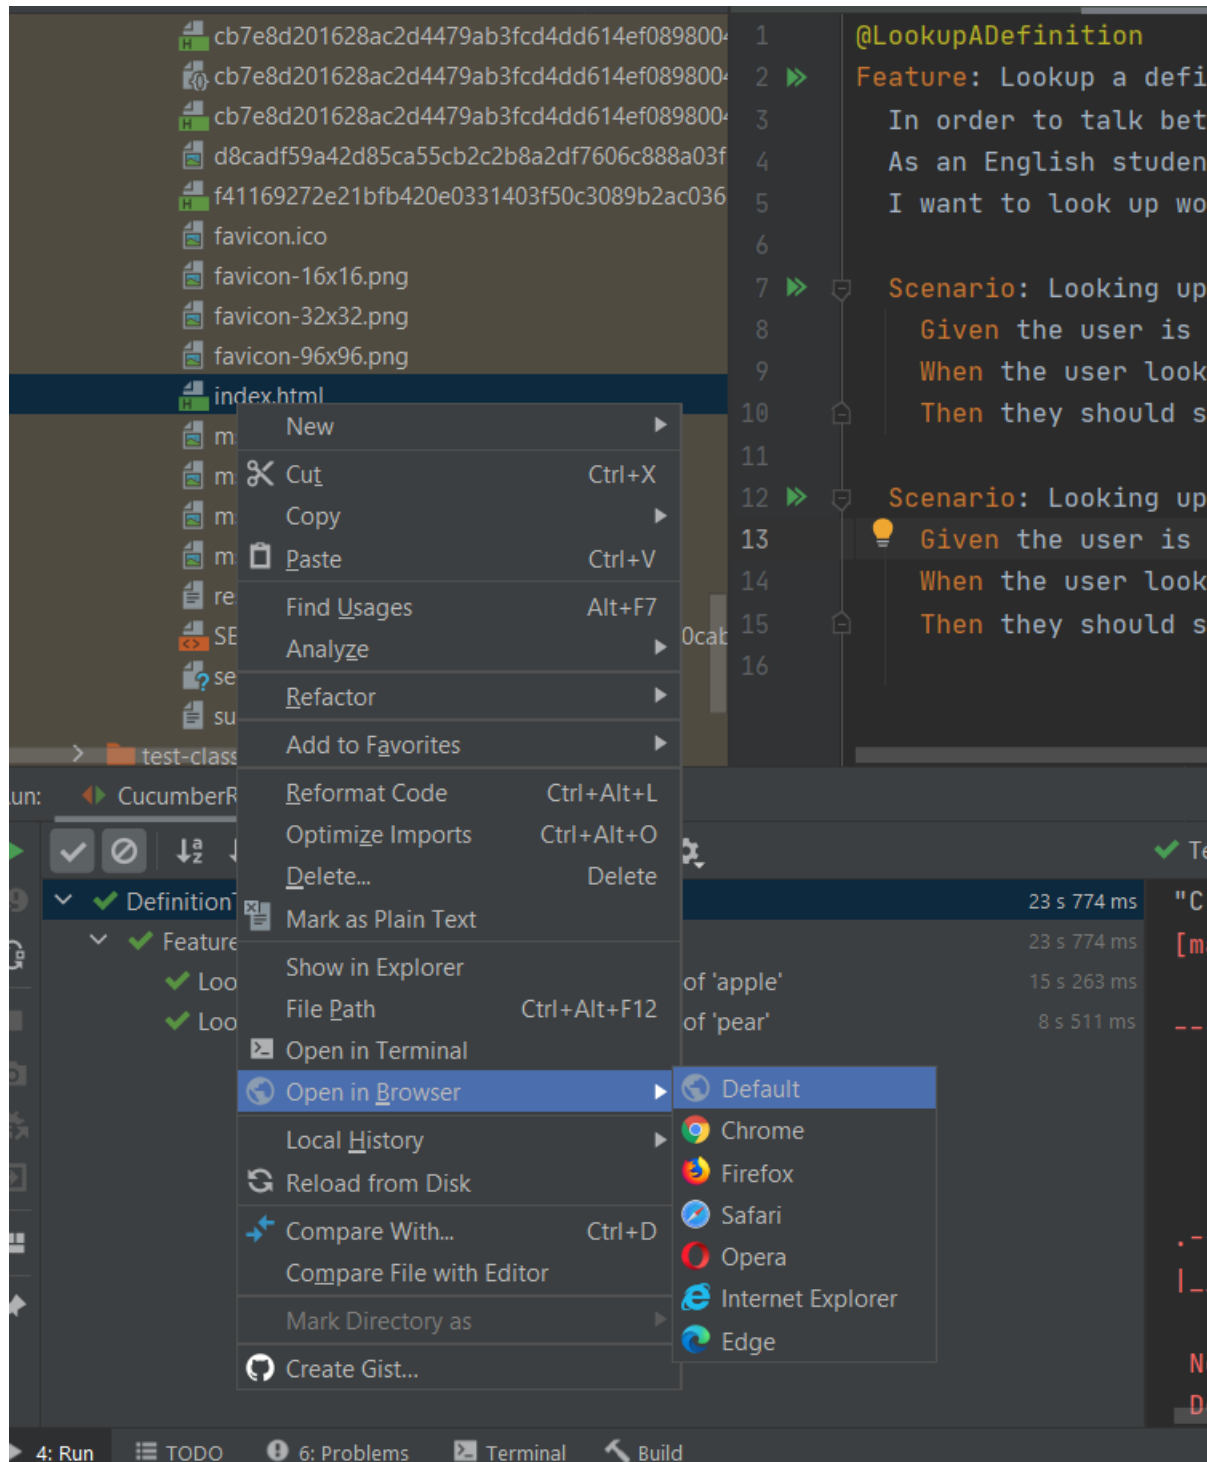 cb7e8d201628ac2d4479ab3fcd4dd614ef089800
cb7e8d201628ac2d4479ab3fcd4dd614ef089800
cb7e8d201628ac2d4479ab3fcd4dd614ef089800
d8cadf59a42d85ca55cb2c2b8a2df7606c888a03f
f41169272e21bfb420e0331403f50c3089b2ac036
favicon.ico
favicon-16x16.png
favicon-32x32.png
favicon-96x96.png
index.html
m
m
m
m
re
SE 0cab
se
su
test-class
New
Cut Ctrl+X
Copy
Paste Ctrl+V
Find Usages Alt+F7
Analyze
Refactor
Add to Favorites
Reformat Code Ctrl+Alt+L
Optimize Imports Ctrl+Alt+O
Delete... Delete
Mark as Plain Text
Show in Explorer
File Path Ctrl+Alt+F12
Open in Terminal
Open in Browser
Local History
Reload from Disk
Compare With... Ctrl+D
Compare File with Editor
Mark Directory as
Create Gist...
Default
Chrome
Firefox
Safari
Opera
Internet Explorer
Edge
1 @LookupADefinition
2 Feature: Lookup a defi
3 In order to talk bet
4 As an English studen
5 I want to look up wo
6
7 Scenario: Looking up
8 Given the user is
9 When the user look
10 Then they should s
11
12 Scenario: Looking up
13 Given the user is
14 When the user look
15 Then they should s
16
un: CucumberR
Te
Definition 23 s 774 ms
Feature 23 s 774 ms
Loo of 'apple' 15 s 263 ms
Loo of 'pear' 8 s 511 ms
"C
[ma
--
.-
|_
N
D
4: Run TODO 6: Problems Terminal Build